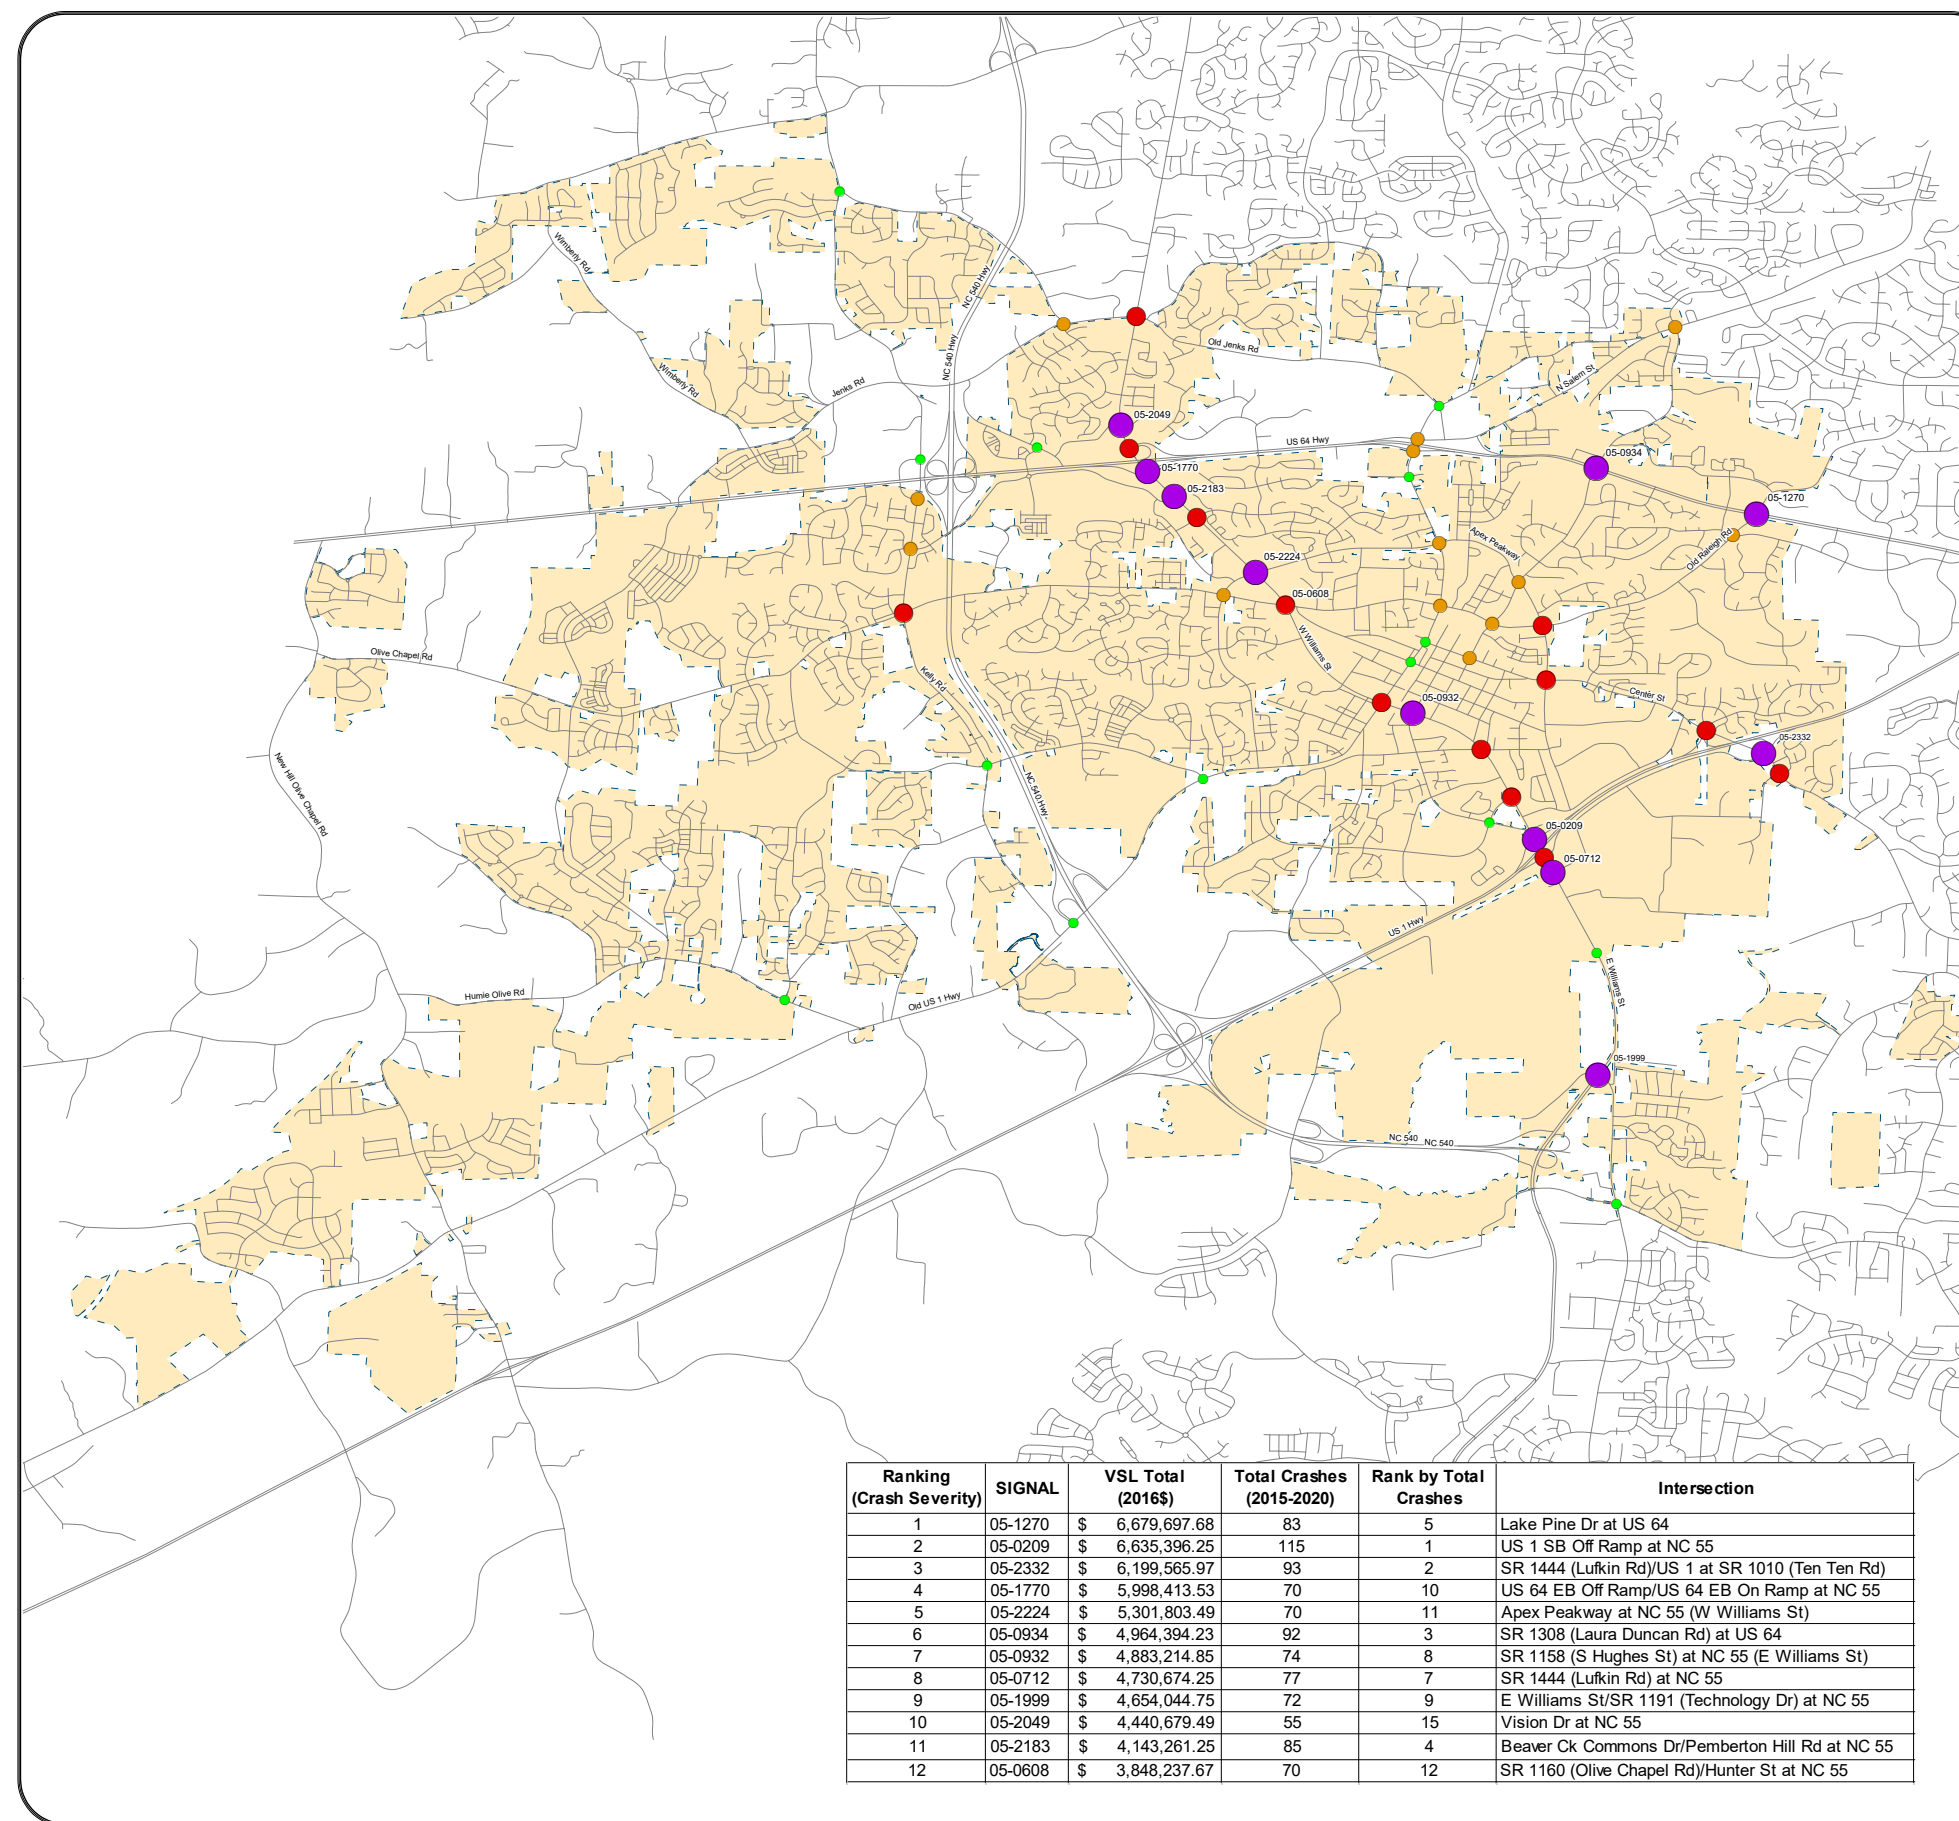 Wimberly Rd
NC 540 Hwy
NC 540 Hwy
Old Jenks Rd
Wimberly Rd
Jenks Rd
N Salem St
05-2049
US 64 Hwy
05-0934
05-1770
05-2183
05-1270
Apex Peakway
Old Raleigh Rd
05-2224
05-0608
W Williams St
Olive Chapel Rd
Kelly Rd
Center St
05-0932
05-2332
New Hill Olive Chapel Rd
NC 540 Hwy
05-0209
05-0712
US 1 Hwy
E Williams St
Humie Olive Rd
Old US 1 Hwy
05-1999
NC 540 NC 540
Ranking (Crash Severity) SIGNAL VSL Total (2016$) Total Crashes (2015-2020) Rank by Total Crashes Intersection
1 05-1270 $ 6,679,697.68 83 5 Lake Pine Dr at US 64
2 05-0209 $ 6,635,396.25 115 1 US 1 SB Off Ramp at NC 55
3 05-2332 $ 6,199,565.97 93 2 SR 1444 (Lufkin Rd)/US 1 at SR 1010 (Ten Ten Rd)
4 05-1770 $ 5,998,413.53 70 10 US 64 EB Off Ramp/US 64 EB On Ramp at NC 55
5 05-2224 $ 5,301,803.49 70 11 Apex Peakway at NC 55 (W Williams St)
6 05-0934 $ 4,964,394.23 92 3 SR 1308 (Laura Duncan Rd) at US 64
7 05-0932 $ 4,883,214.85 74 8 SR 1158 (S Hughes St) at NC 55 (E Williams St)
8 05-0712 $ 4,730,674.25 77 7 SR 1444 (Lufkin Rd) at NC 55
9 05-1999 $ 4,654,044.75 72 9 E Williams St/SR 1191 (Technology Dr) at NC 55
10 05-2049 $ 4,440,679.49 55 15 Vision Dr at NC 55
11 05-2183 $ 4,143,261.25 85 4 Beaver Ck Commons Dr/Pemberton Hill Rd at NC 55
12 05-0608 $ 3,848,237.67 70 12 SR 1160 (Olive Chapel Rd)/Hunter St at NC 55